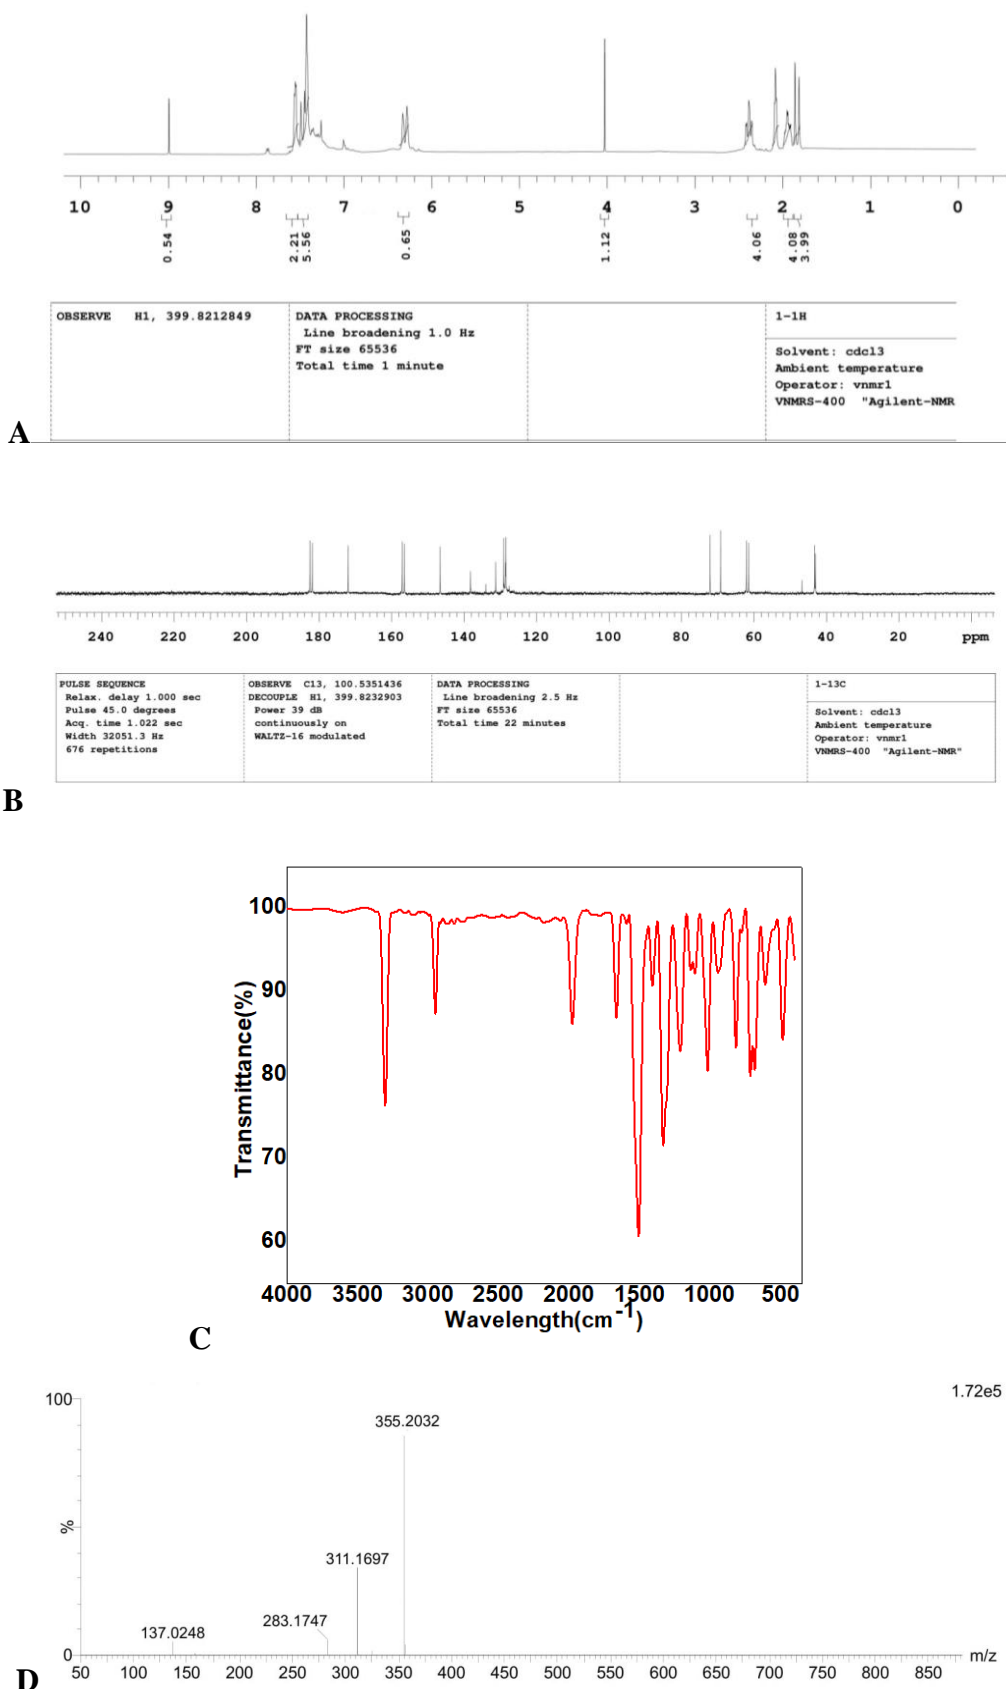 10 9 8 7 6 5 4 3 2 1 0
0.54 2.21 5.56 0.65 1.12 4.06 4.08 3.99
OBSERVE H1, 399.8212849
DATA PROCESSING
Line broadening 1.0 Hz
FT size 65536
Total time 1 minute
1-1H
Solvent: cdcl3
Ambient temperature
Operator: vnmr1
VNMRS-400 "Agilent-NMR
A
240 220 200 180 160 140 120 100 80 60 40 20 ppm
PULSE SEQUENCE
Relax. delay 1.000 sec
Pulse 45.0 degrees
Acq. time 1.022 sec
Width 32051.3 Hz
676 repetitions
OBSERVE C13, 100.5351436
DECOUPLE H1, 399.8232903
Power 39 dB
continuously on
WALTZ-16 modulated
DATA PROCESSING
Line broadening 2.5 Hz
FT size 65536
Total time 22 minutes
1-13C
Solvent: cdcl3
Ambient temperature
Operator: vnmr1
VNMRS-400 "Agilent-NMR"
B
100
90
80
70
60
Transmittance(%)
4000 3500 3000 2500 2000 1500 1000 500
Wavelength(cm-1)
C
1.72e5
100
%
0
355.2032
311.1697
283.1747
137.0248
50 100 150 200 250 300 350 400 450 500 550 600 650 700 750 800 850
m/z
D